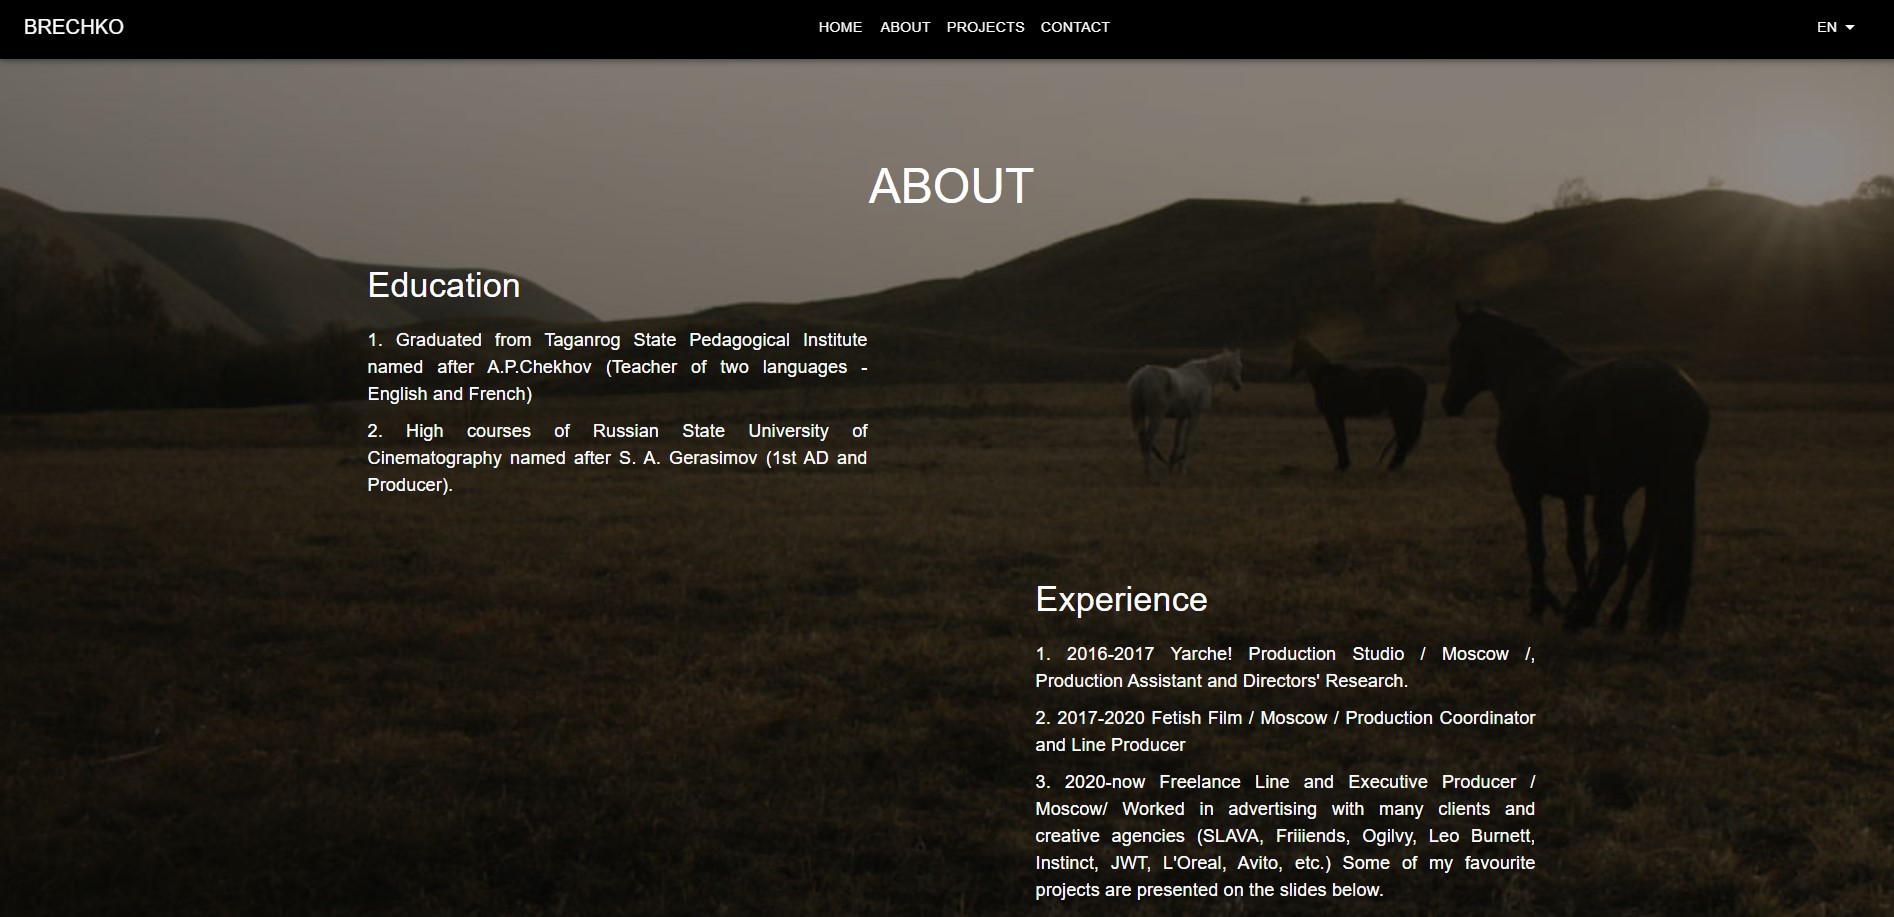 BRECHKO
HOME ABOUT PROJECTS CONTACT
EN
ABOUT
Education
1. Graduated from Taganrog State Pedagogical Institute
named after A.P.Chekhov (Teacher of two languages -
English and French)
2. High courses of Russian State University of
Cinematography named after S. A. Gerasimov (1st AD and
Producer).
Experience
1. 2016-2017 Yarche! Production Studio / Moscow /,
Production Assistant and Directors' Research.
2. 2017-2020 Fetish Film / Moscow / Production Coordinator
and Line Producer
3. 2020-now Freelance Line and Executive Producer /
Moscow/ Worked in advertising with many clients and
creative agencies (SLAVA, Friiiends, Ogilvy, Leo Burnett,
Instinct, JWT, L'Oreal, Avito, etc.) Some of my favourite
projects are presented on the slides below.